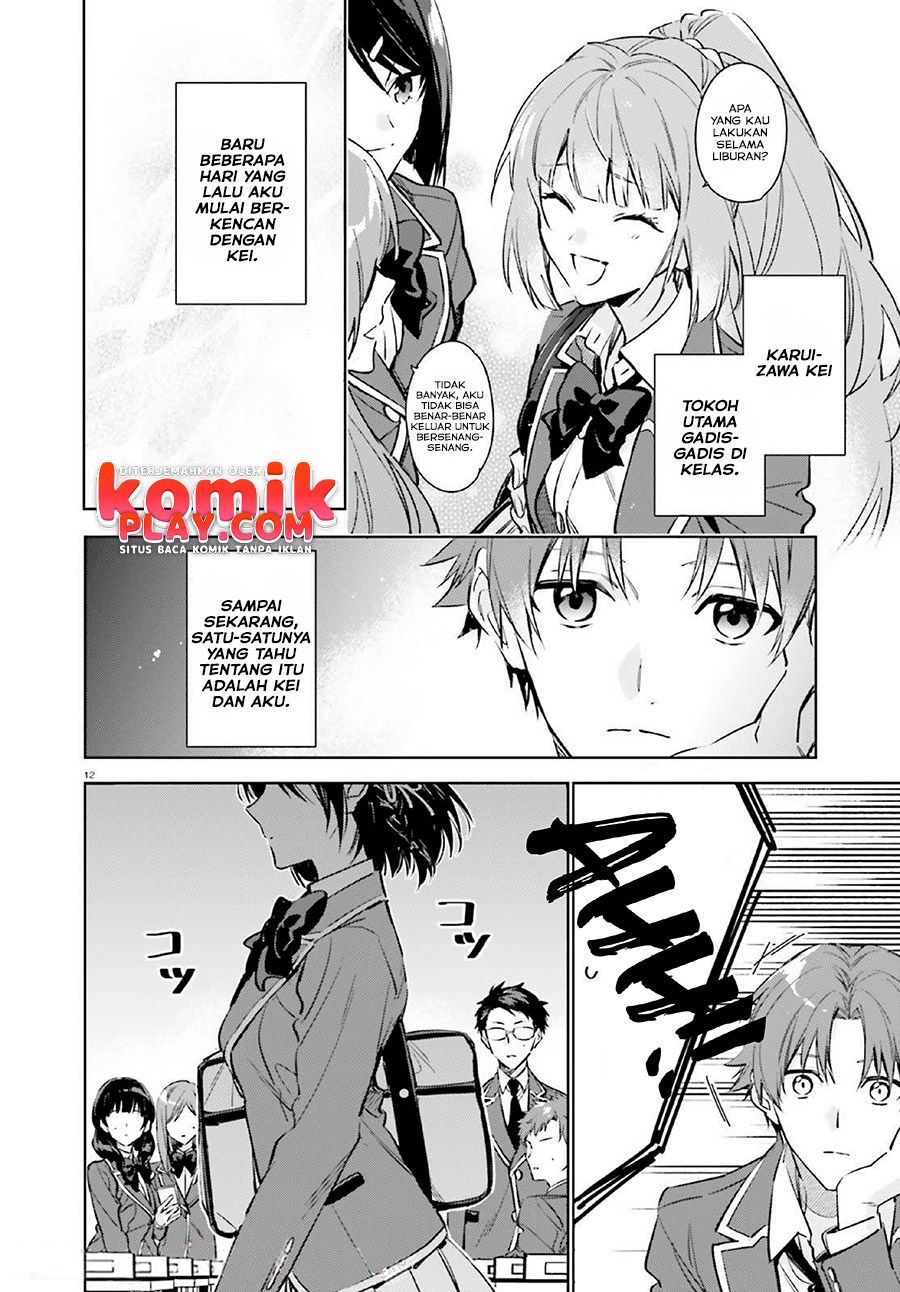 APA
YANG KAU
LAKUKAN
SELAMA
LIBURAN?
KARUI-
ZAWA KEI
TOKOH
UTAMA
GADIS-
GADIS DI
KELAS.
TIDAK
BANYAK, AKU
TIDAK BISA
BENAR-BENAR
KELUAR UNTUK
BERSENANG-
SENANG.
BARU
BEBERAPA
HARI YANG
LALU AKU
MULAI BER-
KENCAN
DENGAN
KEI.
DITERJEMAHKAN OLEH
komik
PLAY.COM
SITUS BACA KOMIK TANPA IKLAN
SAMPAI
SEKARANG,
SATU-SATUNYA
YANG TAHU
TENTANG ITU
ADALAH KEI
DAN AKU.
12
AHH!!
コッ
コッ